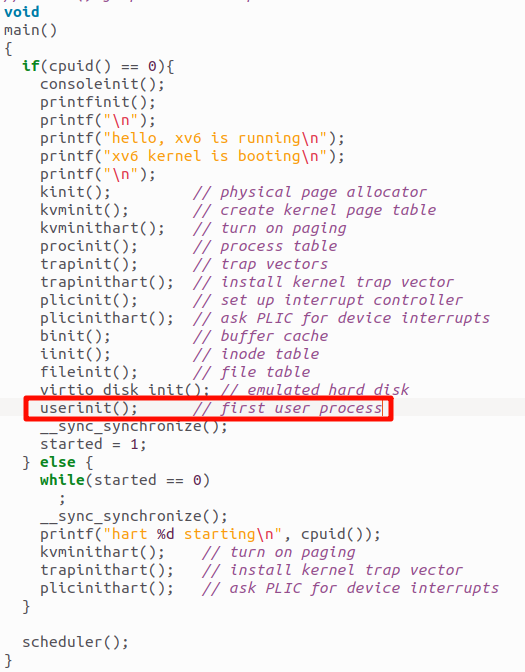 void
main()
{
  if(cpuid() == 0){
    consoleinit();
    printfinit();
    printf("\n");
    printf("hello, xv6 is running\n");
    printf("xv6 kernel is booting\n");
    printf("\n");
    kinit();         // physical page allocator
    kvminit();       // create kernel page table
    kvminithart();   // turn on paging
    procinit();      // process table
    trapinit();      // trap vectors
    trapinithart();  // install kernel trap vector
    plicinit();      // set up interrupt controller
    plicinithart();  // ask PLIC for device interrupts
    binit();         // buffer cache
    iinit();         // inode table
    fileinit();      // file table
    virtio_disk_init(); // emulated hard disk
    userinit();      // first user process
    __sync_synchronize();
    started = 1;
  } else {
    while(started == 0)
      ;
    __sync_synchronize();
    printf("hart %d starting\n", cpuid());
    kvminithart();    // turn on paging
    trapinithart();   // install kernel trap vector
    plicinithart();   // ask PLIC for device interrupts
  }

  scheduler();
}